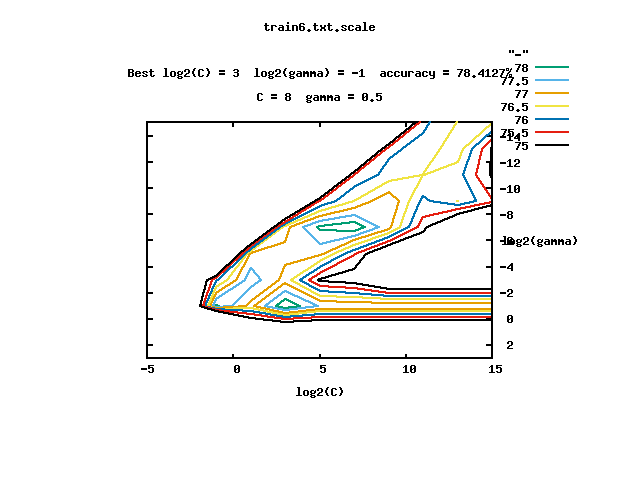 train6.txt.scale
"-"
Best log2(C) = 3  log2(gamma) = -1  accuracy = 78.4127%
78
77.5
C = 8  gamma = 0.5
77
76.5
76
75.5
75
-14
-12
-10
-8
-6
log2(gamma)
-4
-2
0
2
-5 0 5 10 15
log2(C)